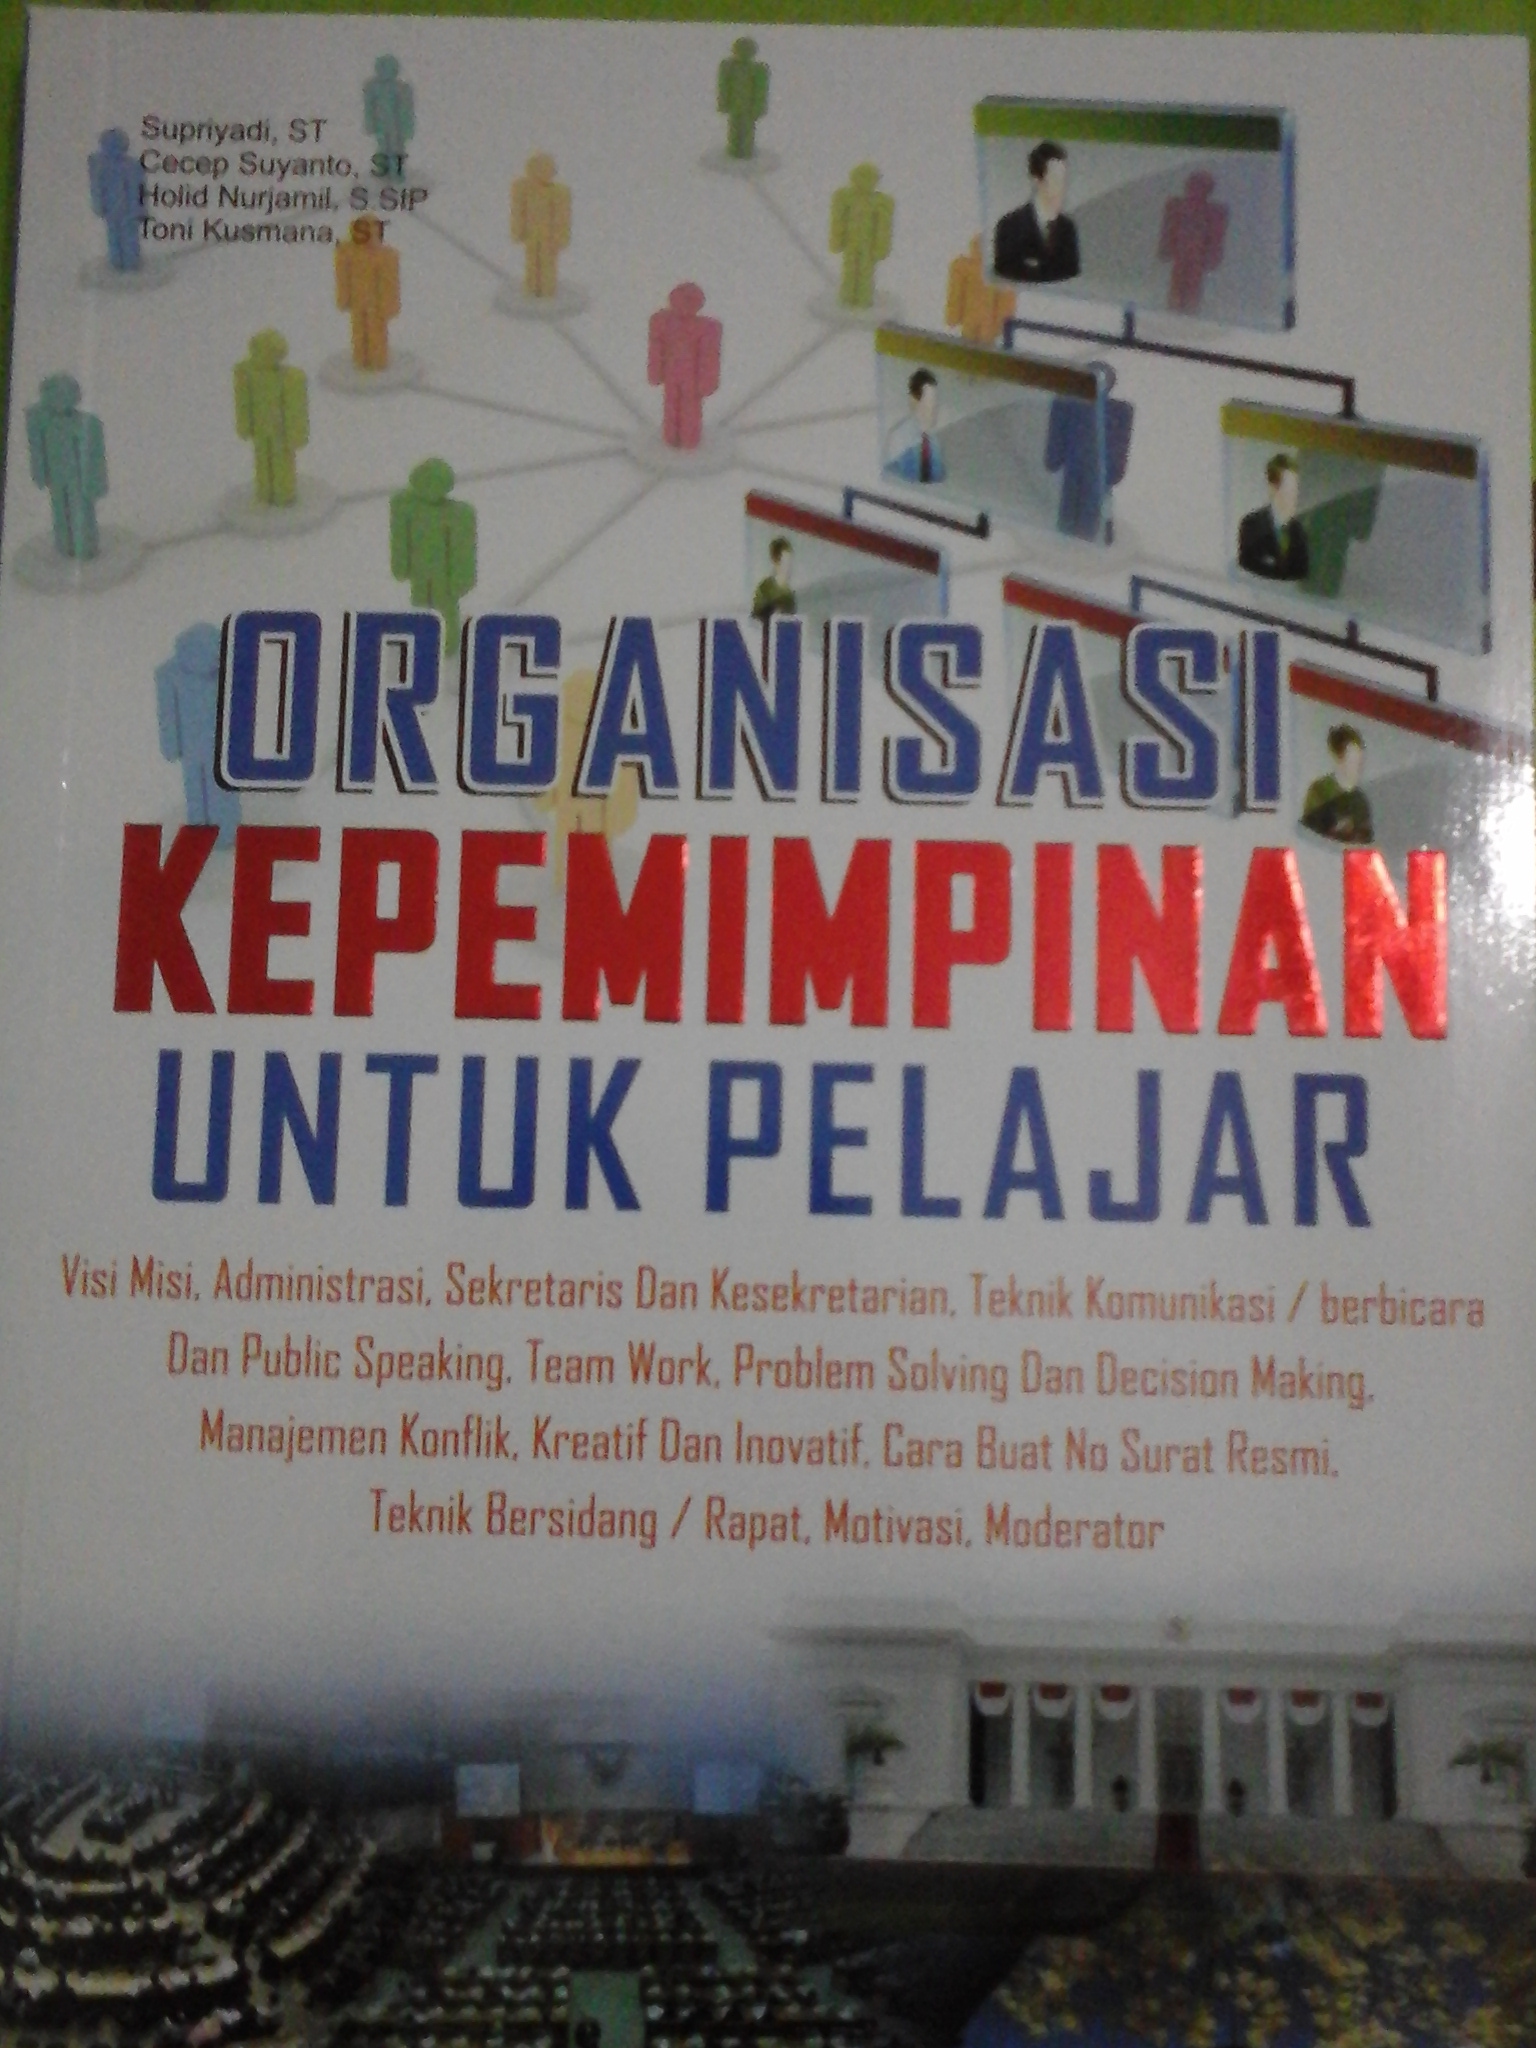 Supriyadi, ST
Cecep Suyanto, ST
Holid Nurjamil, S.SIP
Toni Kusmana, ST
ORGANISASI
KEPEMIMPINAN
UNTUK PELAJAR
Visi Misi, Administrasi, Sekretaris Dan Kesekretarian, Teknik Komunikasi / berbicara
Dan Public Speaking, Team Work, Problem Solving Dan Decision Making,
Manajemen Konflik, Kreatif Dan Inovatif, Cara Buat No Surat Resmi,
Teknik Bersidang / Rapat, Motivasi, Moderator